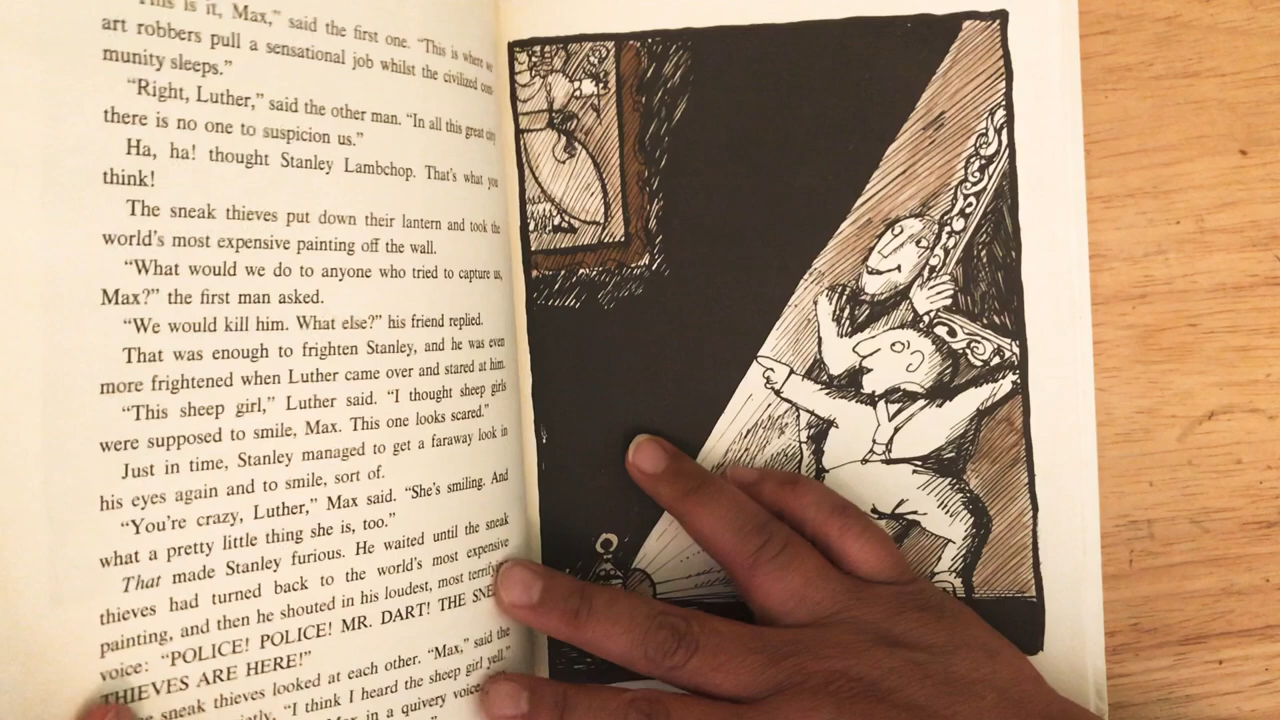 "This is it, Max," said the first one. "This is where we
art robbers pull a sensational job whilst the civilized com-
munity sleeps."
"Right, Luther," said the other man. "In all this great city
there is no one to suspicion us."
Ha, ha! thought Stanley Lambchop. That's what you
think!
The sneak thieves put down their lantern and took the
world's most expensive painting off the wall.
"What would we do to anyone who tried to capture us,
Max?" the first man asked.
"We would kill him. What else?" his friend replied.
That was enough to frighten Stanley, and he was even
more frightened when Luther came over and stared at him.
"This sheep girl," Luther said. "I thought sheep girls
were supposed to smile, Max. This one looks scared."
Just in time, Stanley managed to get a faraway look in
his eyes again and to smile, sort of.
"You're crazy, Luther," Max said. "She's smiling. And
what a pretty little thing she is, too."
That made Stanley furious. He waited until the sneak
thieves had turned back to the world's most expensive
painting, and then he shouted in his loudest, most terrifying
voice: "POLICE! POLICE! MR. DART! THE SNE
THIEVES ARE HERE!"
sneak thieves looked at each other. "Max," said the
"I think I heard the sheep girl yell."
in a quivery voice.